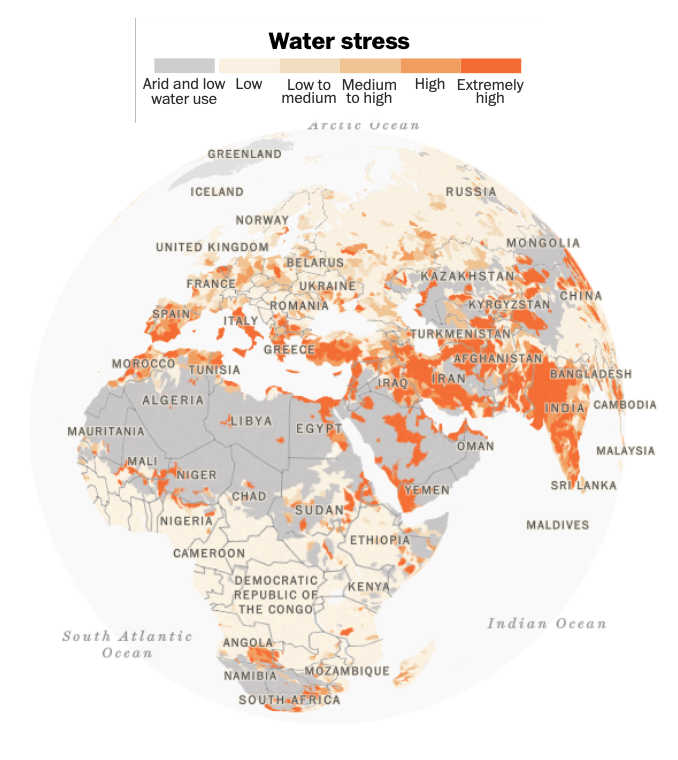 Water stress
Arid and low
water use
Low
Low to
medium
Medium
to high
High
Extremely
high
Arctic Ocean
GREENLAND
ICELAND
RUSSIA
NORWAY
UNITED KINGDOM
MONGOLIA
BELARUS
KAZAKHSTAN
FRANCE
UKRAINE
CHINA
ROMANIA
KYRGYZSTAN
SPAIN
ITALY
TURKMENISTAN
GREECE
AFGHANISTAN
MOROCCO
TUNISIA
BANGLADESH
IRAQ
IRAN
ALGERIA
INDIA
CAMBODIA
LIBYA
EGYPT
MAURITANIA
OMAN
MALAYSIA
MALI
NIGER
SRI LANKA
CHAD
YEMEN
SUDAN
NIGERIA
MALDIVES
ETHIOPIA
CAMEROON
DEMOCRATIC
REPUBLIC OF
THE CONGO
KENYA
Indian Ocean
South Atlantic
Ocean
ANGOLA
NAMIBIA
MOZAMBIQUE
SOUTH AFRICA